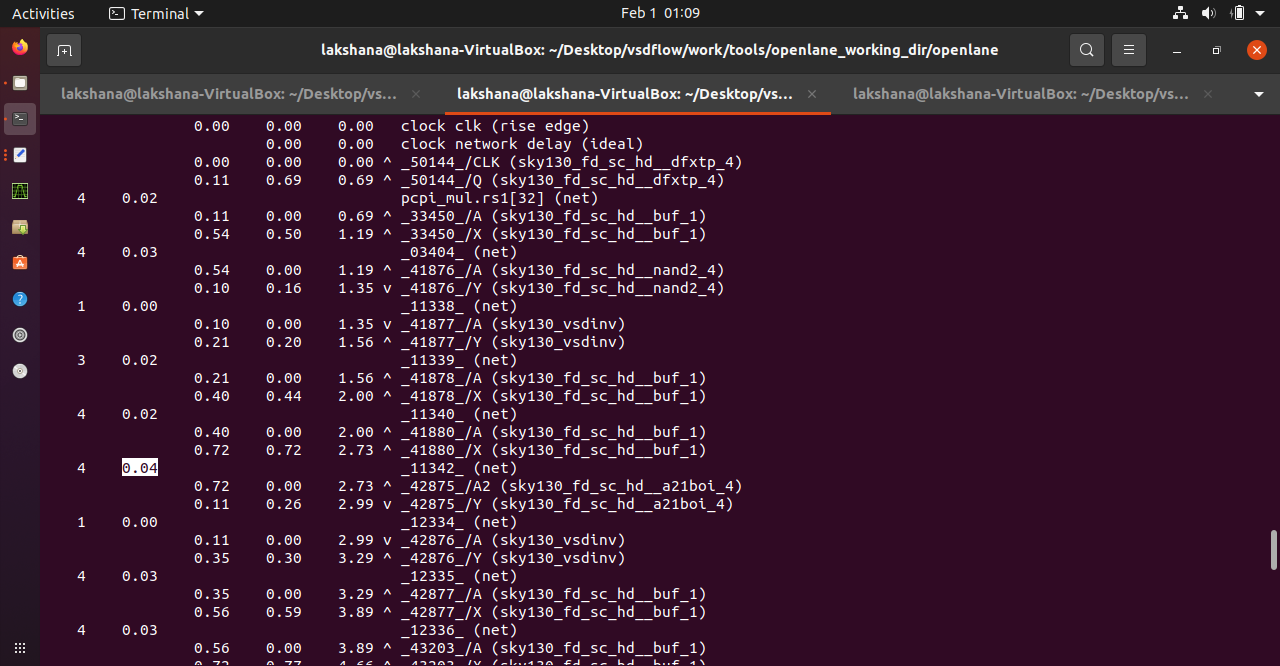 Activities Terminal Feb 1 01:09
lakshana@lakshana-VirtualBox: ~/Desktop/vsdflow/work/tools/openlane_working_dir/openlane
lakshana@lakshana-VirtualBox: ~/Desktop/vs... lakshana@lakshana-VirtualBox: ~/Desktop/vs... lakshana@lakshana-VirtualBox: ~/Desktop/vs...
0.00 0.00 0.00 clock clk (rise edge)
0.00 0.00 clock network delay (ideal)
0.00 0.00 0.00 ^ _50144_/CLK (sky130_fd_sc_hd__dfxtp_4)
0.11 0.69 0.69 ^ _50144_/Q (sky130_fd_sc_hd__dfxtp_4)
4 0.02 pcpi_mul.rs1[32] (net)
0.11 0.00 0.69 ^ _33450_/A (sky130_fd_sc_hd__buf_1)
0.54 0.50 1.19 ^ _33450_/X (sky130_fd_sc_hd__buf_1)
4 0.03 _03404_ (net)
0.54 0.00 1.19 ^ _41876_/A (sky130_fd_sc_hd__nand2_4)
0.10 0.16 1.35 v _41876_/Y (sky130_fd_sc_hd__nand2_4)
1 0.00 _11338_ (net)
0.10 0.00 1.35 v _41877_/A (sky130_vsdinv)
0.21 0.20 1.56 ^ _41877_/Y (sky130_vsdinv)
3 0.02 _11339_ (net)
0.21 0.00 1.56 ^ _41878_/A (sky130_fd_sc_hd__buf_1)
0.40 0.44 2.00 ^ _41878_/X (sky130_fd_sc_hd__buf_1)
4 0.02 _11340_ (net)
0.40 0.00 2.00 ^ _41880_/A (sky130_fd_sc_hd__buf_1)
0.72 0.72 2.73 ^ _41880_/X (sky130_fd_sc_hd__buf_1)
4 0.04 _11342_ (net)
0.72 0.00 2.73 ^ _42875_/A2 (sky130_fd_sc_hd__a21boi_4)
0.11 0.26 2.99 v _42875_/Y (sky130_fd_sc_hd__a21boi_4)
1 0.00 _12334_ (net)
0.11 0.00 2.99 v _42876_/A (sky130_vsdinv)
0.35 0.30 3.29 ^ _42876_/Y (sky130_vsdinv)
4 0.03 _12335_ (net)
0.35 0.00 3.29 ^ _42877_/A (sky130_fd_sc_hd__buf_1)
0.56 0.59 3.89 ^ _42877_/X (sky130_fd_sc_hd__buf_1)
4 0.03 _12336_ (net)
0.56 0.00 3.89 ^ _43203_/A (sky130_fd_sc_hd__buf_1)